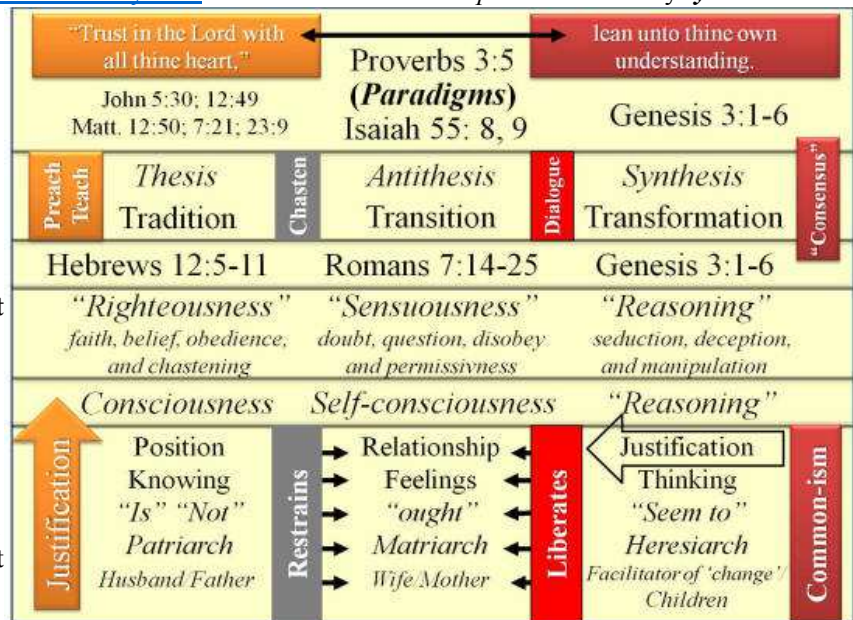 “Trust in the Lord with
all thine heart,”
lean unto thine own
understanding.
Proverbs 3:5
(Paradigms)
Isaiah 55: 8, 9
John 5:30; 12:49
Matt. 12:50; 7:21; 23:9
Genesis 3:1-6
Preach
Teach
Thesis
Tradition
Chasten
Antithesis
Transition
Dialogue
Synthesis
Transformation
“Consensus”
Hebrews 12:5-11 Romans 7:14-25 Genesis 3:1-6
“Righteousness” “Sensuousness” “Reasoning”
faith, belief, obedience,
and chastening
doubt, question, disobey
and permissivness
seduction, deception,
and manipulation
Consciousness Self-consciousness “Reasoning”
Justification
Position
Knowing
“Is” “Not”
Patriarch
Husband/Father
Restrains
Relationship
Feelings
“ought”
Matriarch
Wife/Mother
Liberates
Justification
Thinking
“Seem to”
Heresiarch
Facilitator of ‘change’/
Children
Common-ism